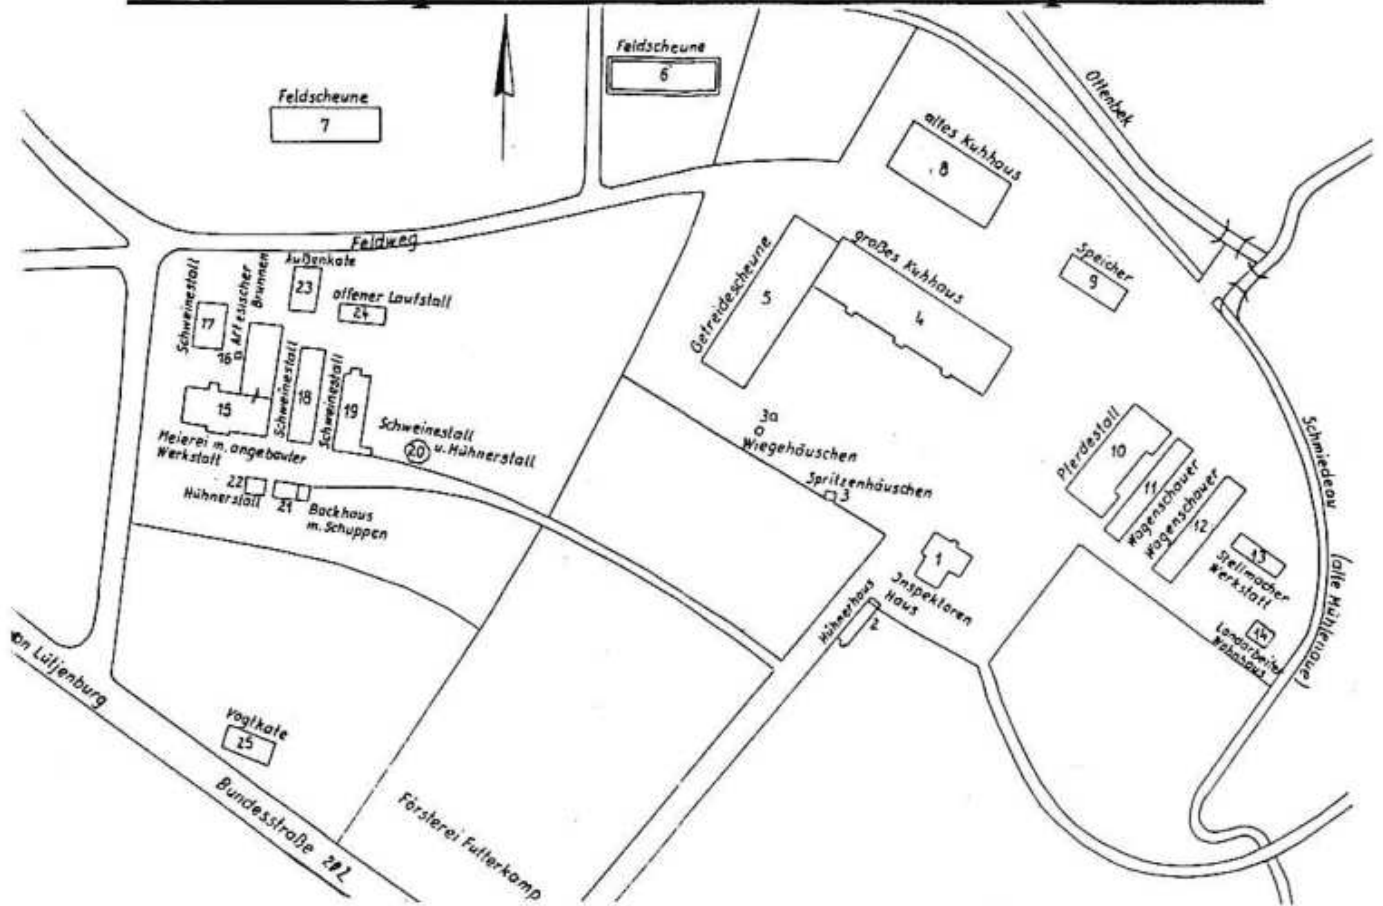 Feldscheune
6
Feldscheune
7
Ottenbek
altes Kuhhaus
8
Feldweg
großes Kuhhaus
4
Getreidescheune
5
Speicher
9
Außenkate
23
offener Laufstall
24
Artesischer
Brunnen
16
Schweinestall
17
Schweinestall
18
Schweinestall
19
15
Meierei m. angebauter
Werkstatt
Schweinestall
u. Hühnerstall
20
22
Hühnerstall
21
Backhaus
m. Schuppen
3a
Wiegehäuschen
Spritzenhäuschen
3
Pferdestall
10
11
Wagenschauer
Wagenschauer
12
13
Stellmacher
Werkstatt
14
Landarbeiter
Wohnhaus
Schmiedeau
(alte Mühlenaue)
1
Inspektoren
Haus
Hühnerhaus
2
von Lütjenburg
Vogtkate
25
Bundesstraße 202
Försterei Futterkamp